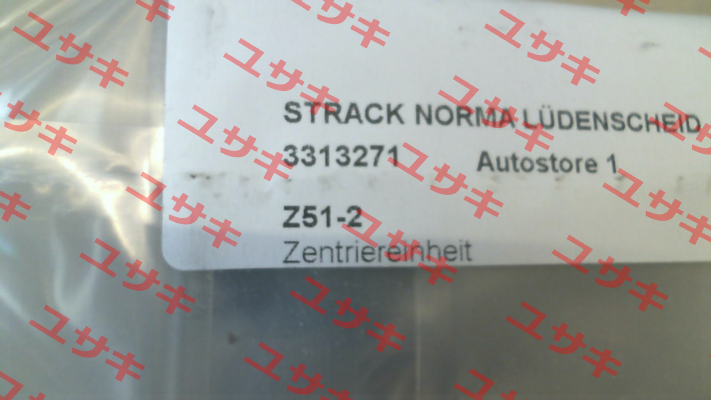 STRACK NORMA LÜDENSCHEID
3313271 Autostore 1
Z51-2
Zentriereinheit
ユサキ